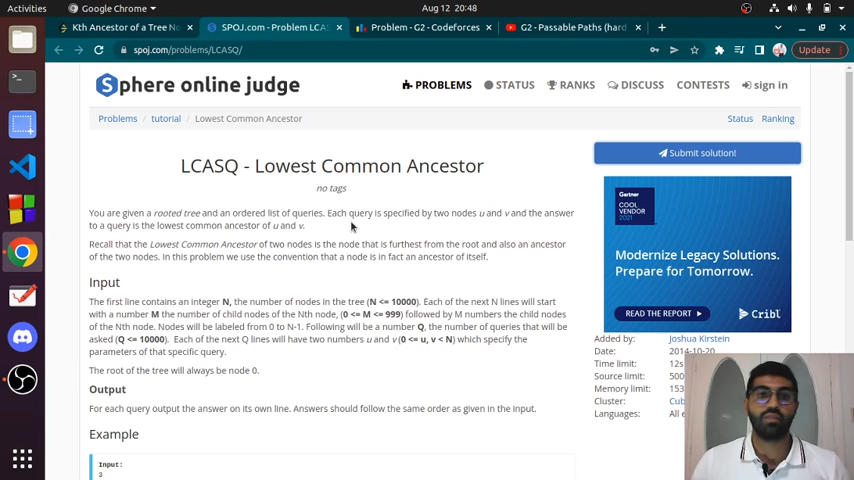 Activities
Google Chrome
Aug 12 20:48
Kth Ancestor of a Tree No
SPOJ.com - Problem LCAS
Problem - G2 - Codeforces
G2 - Passable Paths (hard
spoj.com/problems/LCASQ/
Update
Sphere online judge
PROBLEMS
STATUS
RANKS
DISCUSS
CONTESTS
sign in
Problems
tutorial
Lowest Common Ancestor
Status
Ranking
LCASQ - Lowest Common Ancestor
no tags
Submit solution!
You are given a rooted tree and an ordered list of queries. Each query is specified by two nodes u and v and the answer
to a query is the lowest common ancestor of u and v.
Recall that the Lowest Common Ancestor of two nodes is the node that is furthest from the root and also an ancestor
of the two nodes. In this problem we use the convention that a node is in fact an ancestor of itself.
Input
The first line contains an integer N, the number of nodes in the tree (N <= 10000). Each of the next N lines will start
with a number M the number of child nodes of the Nth node, (0 <= M <= 999) followed by M numbers the child nodes
of the Nth node. Nodes will be labeled from 0 to N-1. Following will be a number Q, the number of queries that will be
asked (Q <= 10000). Each of the next Q lines will have two numbers u and v (0 <= u, v < N) which specify the
parameters of that specific query.
The root of the tree will always be node 0.
Output
For each query output the answer on its own line. Answers should follow the same order as given in the input.
Example
Input:
3
Gartner
COOL
VENDOR
2021
Modernize Legacy Solutions.
Prepare for Tomorrow.
READ THE REPORT
Cribl
Added by: Joshua Kirstein
Date: 2014-10-20
Time limit: 12s
Source limit: 500
Memory limit: 153
Cluster: Cub
Languages: All